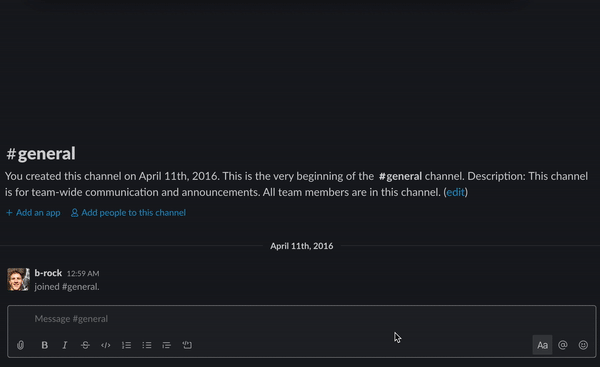 #general
You created this channel on April 11th, 2016. This is the very beginning of the #general channel. Description: This channel
is for team-wide communication and announcements. All team members are in this channel. (edit)
+ Add an app Add people to this channel
April 11th, 2016
b-rock 12:59 AM
joined #general.
Message #general
B I S </> Aa @